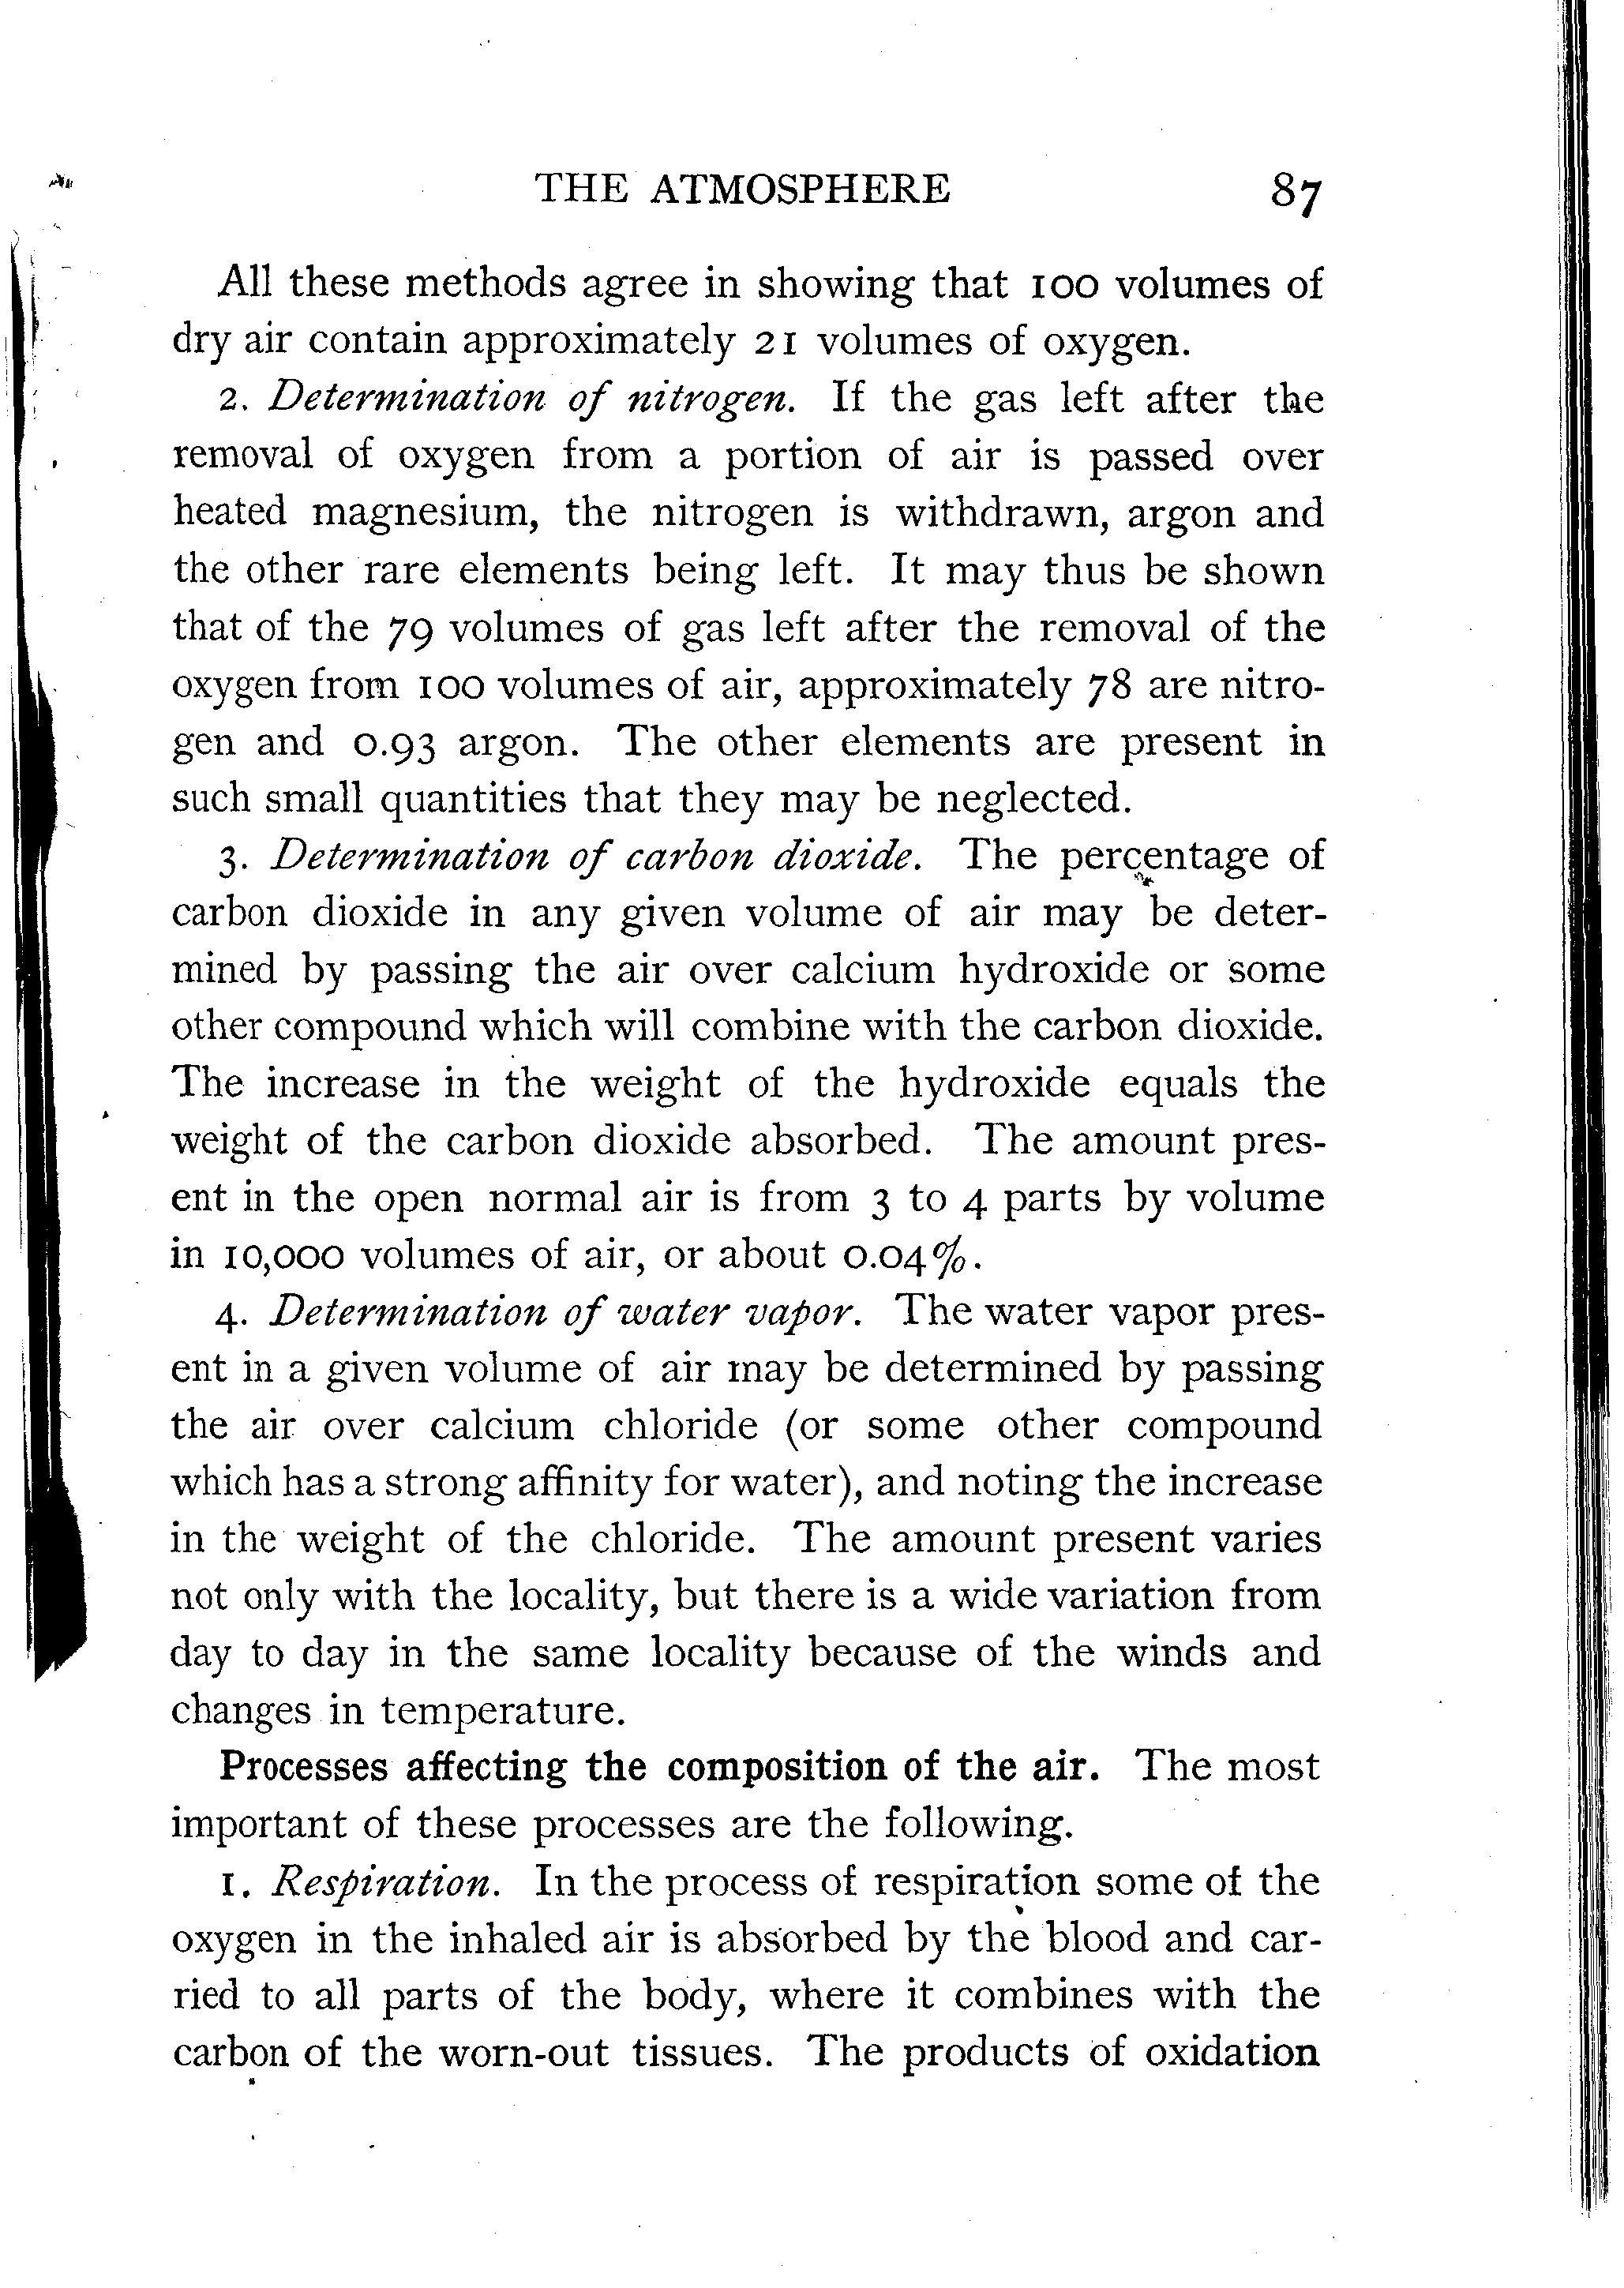 THE ATMOSPHERE 87
All these methods agree in showing that 100 volumes of
dry air contain approximately 21 volumes of oxygen.
2. Determination of nitrogen. If the gas left after the
removal of oxygen from a portion of air is passed over
heated magnesium, the nitrogen is withdrawn, argon and
the other rare elements being left. It may thus be shown
that of the 79 volumes of gas left after the removal of the
oxygen from 100 volumes of air, approximately 78 are nitro-
gen and 0.93 argon. The other elements are present in
such small quantities that they may be neglected.
3. Determination of carbon dioxide. The percentage of
carbon dioxide in any given volume of air may be deter-
mined by passing the air over calcium hydroxide or some
other compound which will combine with the carbon dioxide.
The increase in the weight of the hydroxide equals the
weight of the carbon dioxide absorbed. The amount pres-
ent in the open normal air is from 3 to 4 parts by volume
in 10,000 volumes of air, or about 0.04%.
4. Determination of water vapor. The water vapor pres-
ent in a given volume of air may be determined by passing
the air over calcium chloride (or some other compound
which has a strong affinity for water), and noting the increase
in the weight of the chloride. The amount present varies
not only with the locality, but there is a wide variation from
day to day in the same locality because of the winds and
changes in temperature.
Processes affecting the composition of the air. The most
important of these processes are the following.
1. Respiration. In the process of respiration some of the
oxygen in the inhaled air is absorbed by the blood and car-
ried to all parts of the body, where it combines with the
carbon of the worn-out tissues. The products of oxidation